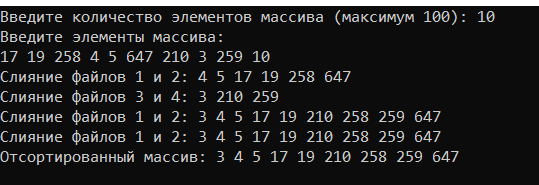 Введите количество элементов массива (максимум 100): 10
Введите элементы массива:
17 19 258 4 5 647 210 3 259 10
Слияние файлов 1 и 2: 4 5 17 19 258 647
Слияние файлов 3 и 4: 3 210 259
Слияние файлов 1 и 2: 3 4 5 17 19 210 258 259 647
Слияние файлов 1 и 2: 3 4 5 17 19 210 258 259 647
Отсортированный массив: 3 4 5 17 19 210 258 259 647